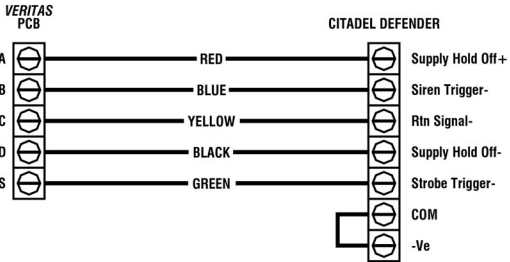 VERITAS
PCB
CITADEL DEFENDER
A RED Supply Hold Off+
B BLUE Siren Trigger-
C YELLOW Rtn Signal-
D BLACK Supply Hold Off-
S GREEN Strobe Trigger-
COM
-Ve